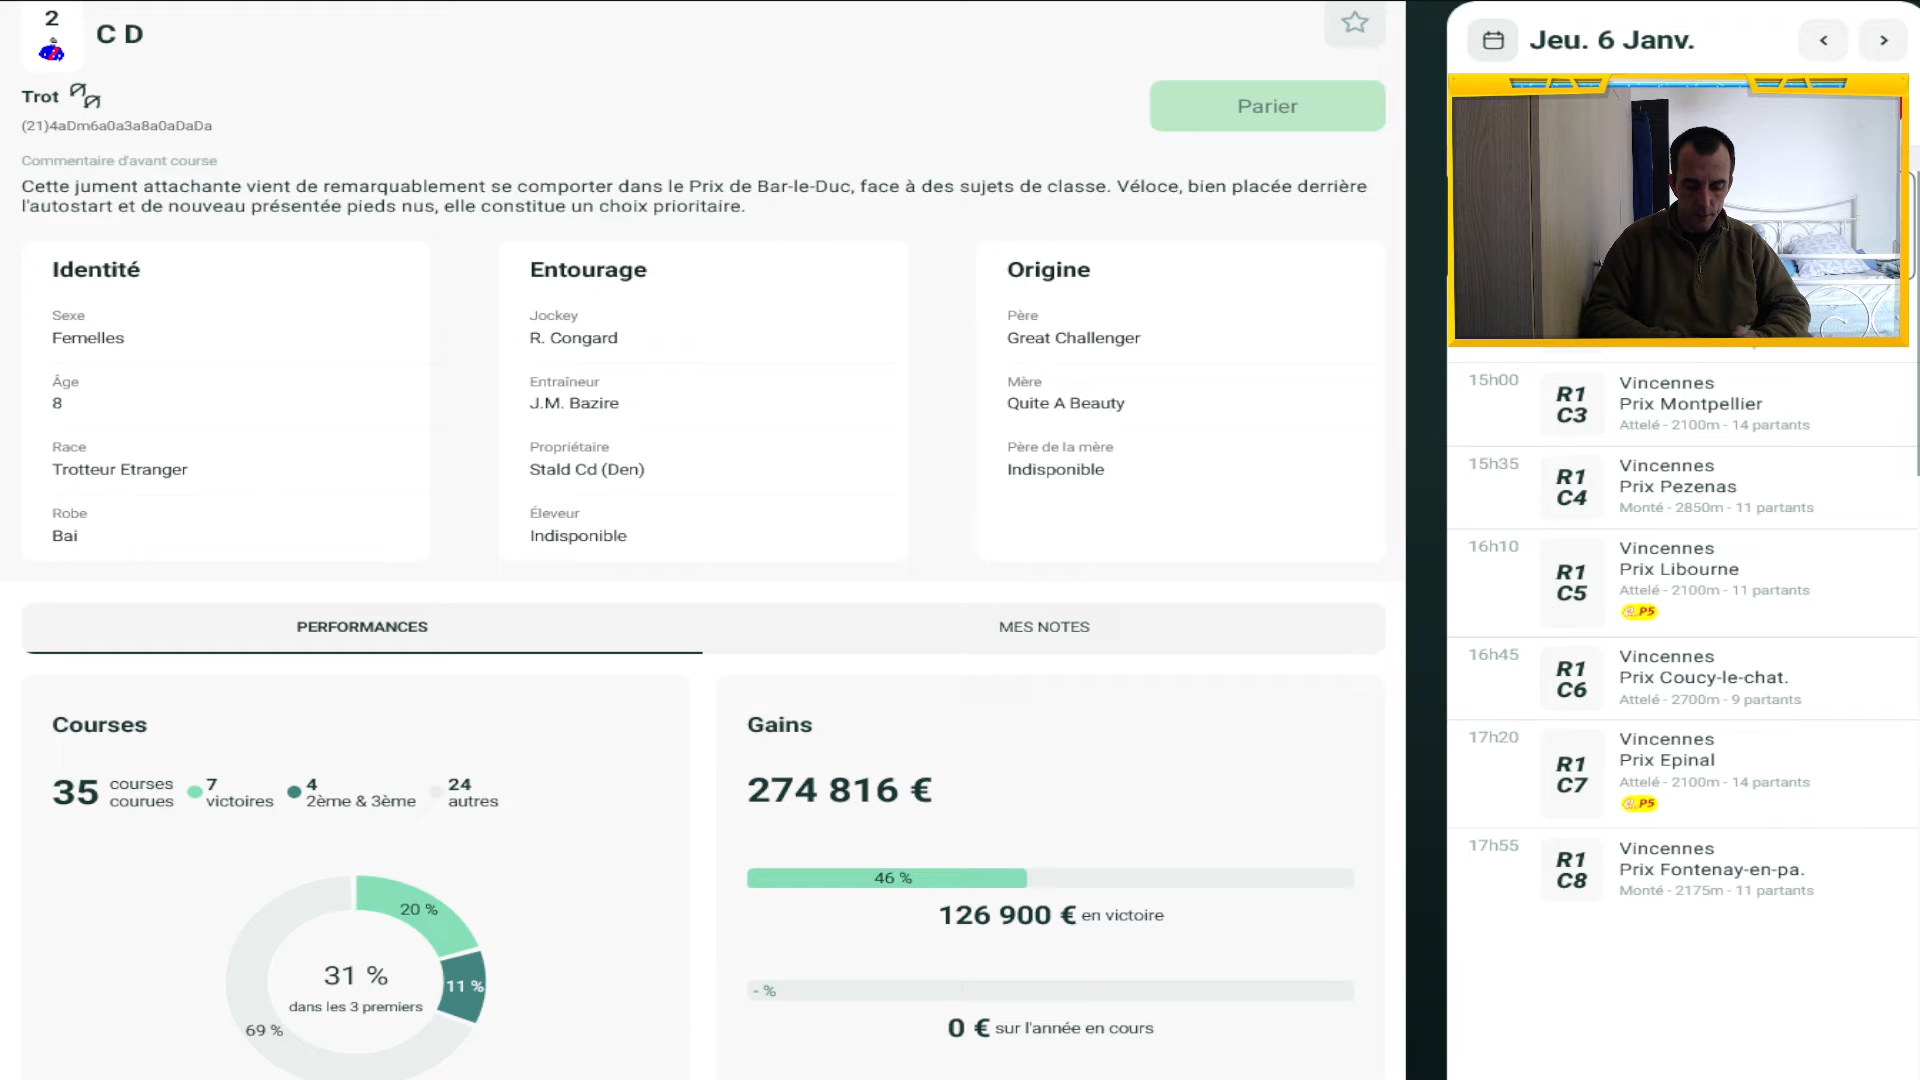 2
C D
Trot
(21)4aDm6a0a3a8a0aDaDa
Parier
Commentaire d'avant course
Cette jument attachante vient de remarquablement se comporter dans le Prix de Bar-le-Duc, face à des sujets de classe. Véloce, bien placée derrière
l'autostart et de nouveau présentée pieds nus, elle constitue un choix prioritaire.
Identité
Sexe
Femelles
Âge
8
Race
Trotteur Etranger
Robe
Bai
Entourage
Jockey
R. Congard
Entraîneur
J.M. Bazire
Propriétaire
Stald Cd (Den)
Éleveur
Indisponible
Origine
Père
Great Challenger
Mère
Quite A Beauty
Père de la mère
Indisponible
PERFORMANCES
MES NOTES
Courses
35 courses courues
7 victoires
4 2ème & 3ème
24 autres
20 %
11 %
31 %
dans les 3 premiers
69 %
Gains
274 816 €
46 %
126 900 € en victoire
- %
0 € sur l'année en cours
Jeu. 6 Janv.
<
>
15h00
R1
C3
Vincennes
Prix Montpellier
Attelé - 2100m - 14 partants
15h35
R1
C4
Vincennes
Prix Pezenas
Monté - 2850m - 11 partants
16h10
R1
C5
Vincennes
Prix Libourne
Attelé - 2100m - 11 partants
P5
16h45
R1
C6
Vincennes
Prix Coucy-le-chat.
Attelé - 2700m - 9 partants
17h20
R1
C7
Vincennes
Prix Epinal
Attelé - 2100m - 14 partants
P5
17h55
R1
C8
Vincennes
Prix Fontenay-en-pa.
Monté - 2175m - 11 partants